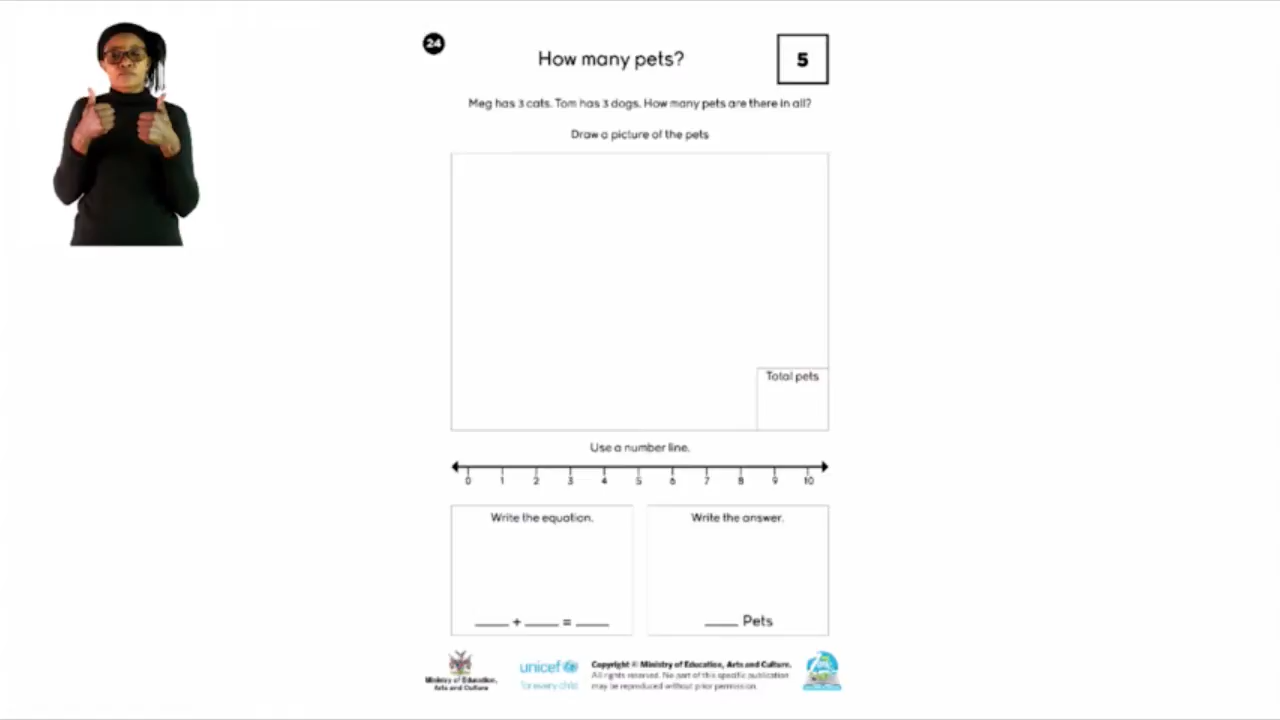 24
How many pets?
5
Meg has 3 cats. Tom has 3 dogs. How many pets are there in all?
Draw a picture of the pets
Total pets
Use a number line.
0 1 2 3 4 5 6 7 8 9 10
Write the equation.
Write the answer.
____ + ____ = ____
____ Pets
Ministry of Education,
Arts and Culture
unicef
for every child
Copyright © Ministry of Education, Arts and Culture.
All rights reserved. No part of this specific publication
may be reproduced without prior permission.